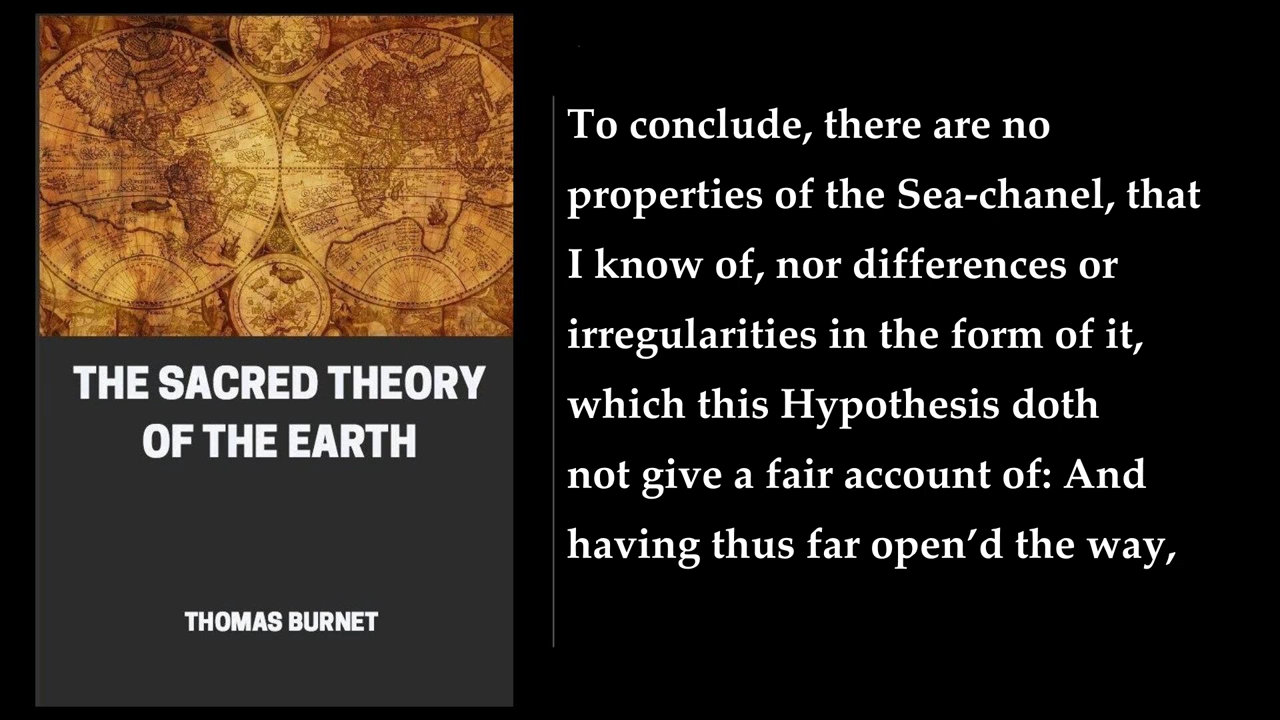 THE SACRED THEORY
OF THE EARTH
THOMAS BURNET
To conclude, there are no
properties of the Sea-chanel, that
I know of, nor differences or
irregularities in the form of it,
which this Hypothesis doth
not give a fair account of: And
having thus far open’d the way,